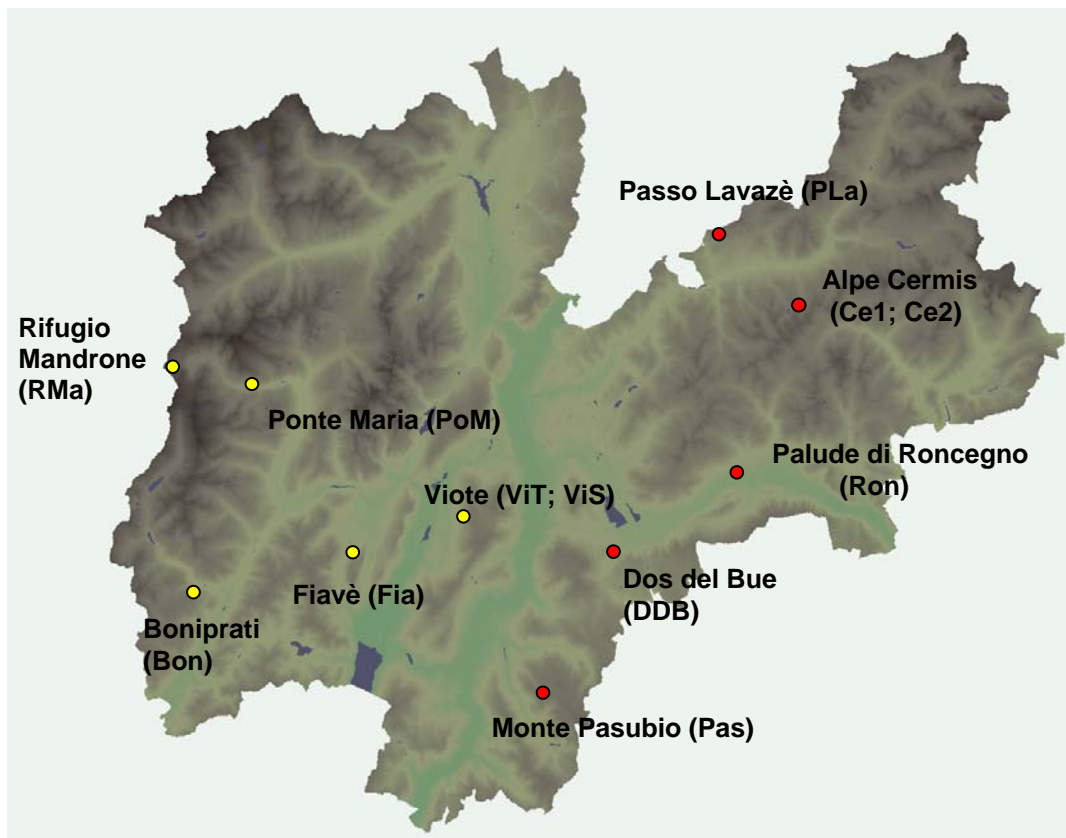 Passo Lavazè (PLa)
Alpe Cermis
(Ce1; Ce2)
Rifugio
Mandrone
(RMa)
Ponte Maria (PoM)
Palude di Roncegno
(Ron)
Viote (ViT; ViS)
Fiavè (Fia)
Dos del Bue
(DDB)
Boniprati
(Bon)
Monte Pasubio (Pas)